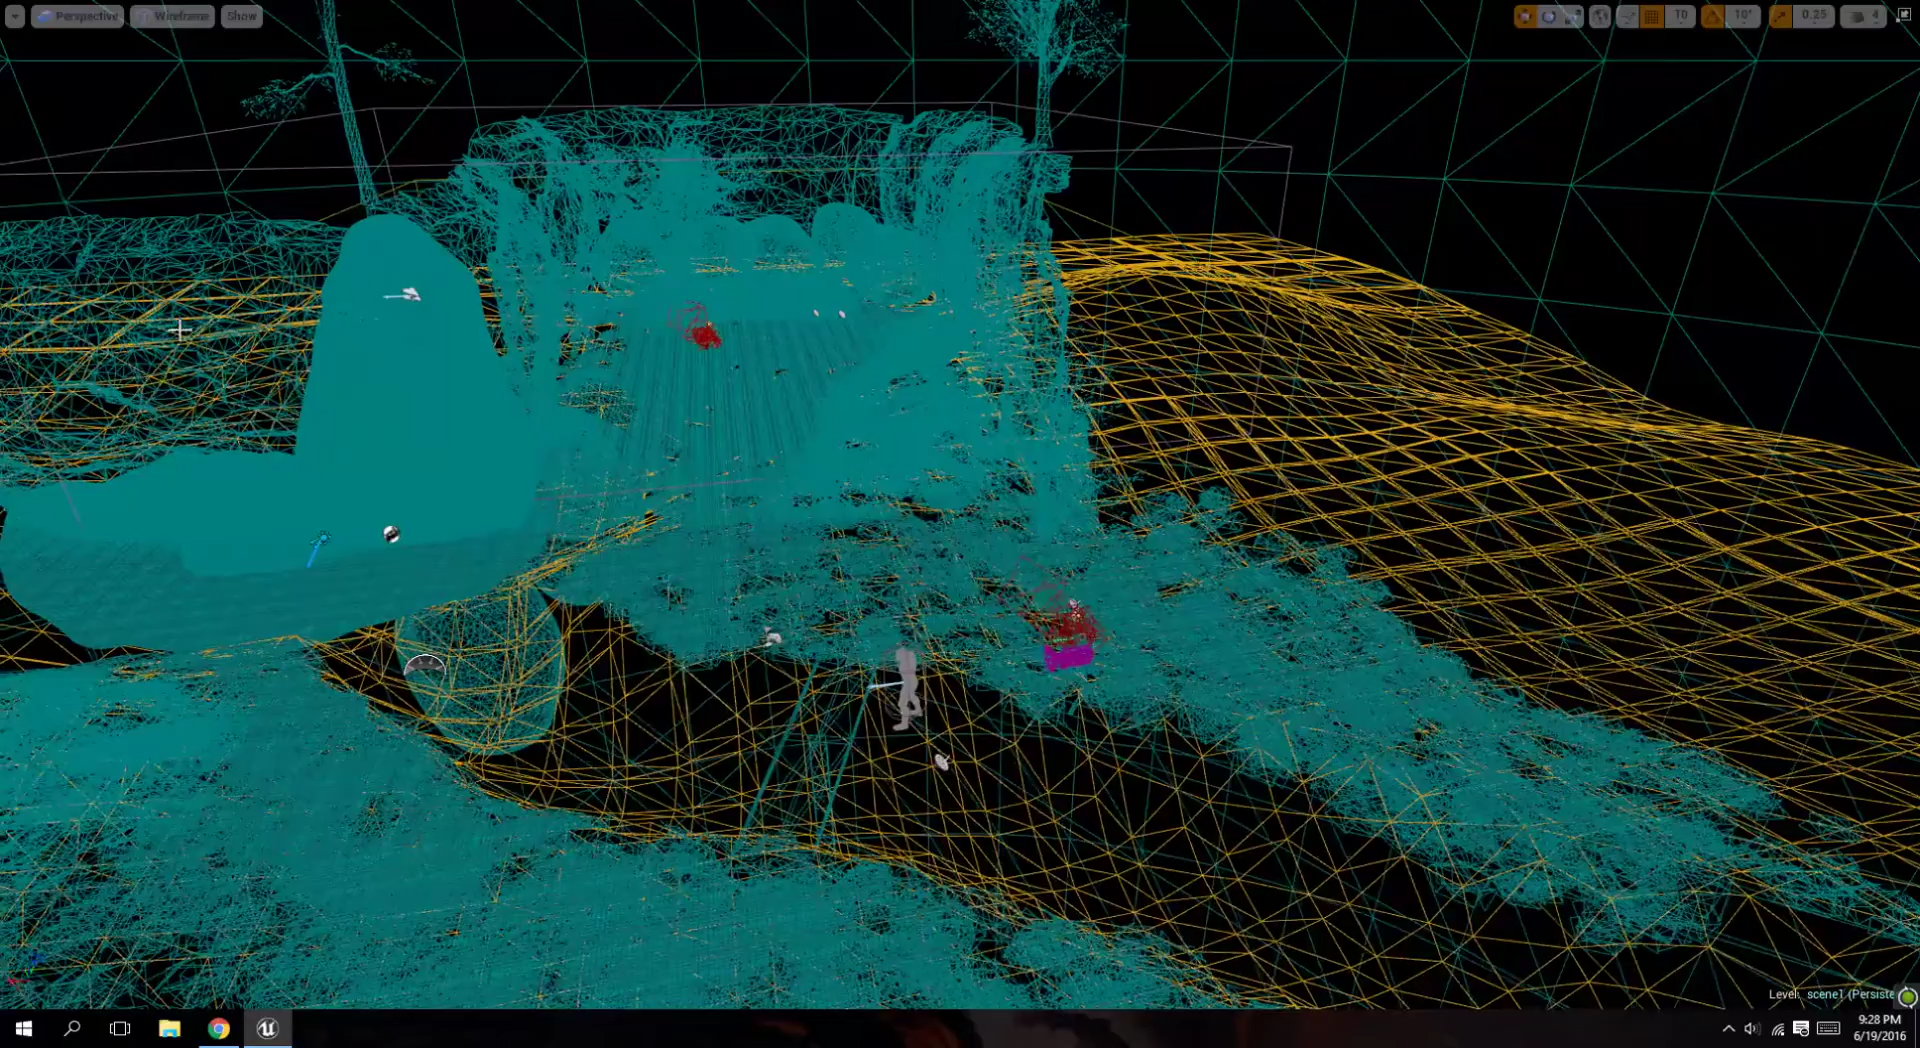 Perspective Wireframe Show
10 10° 0.25 4
Level: scene1 (Persiste
9:28 PM
6/19/2016